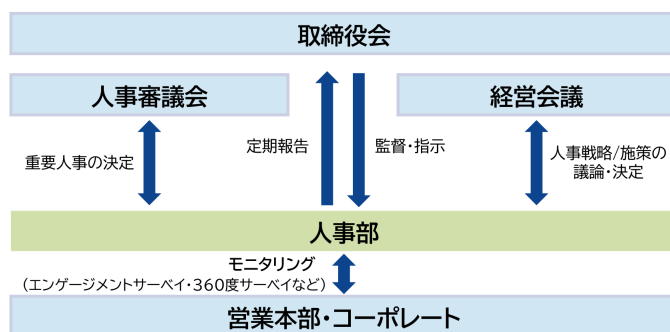 取締役会
人事審議会
経営会議
重要人事の決定
定期報告
監督・指示
人事戦略/施策の
議論・決定
人事部
モニタリング
(エンゲージメントサーベイ・360度サーベイなど)
営業本部・コーポレート